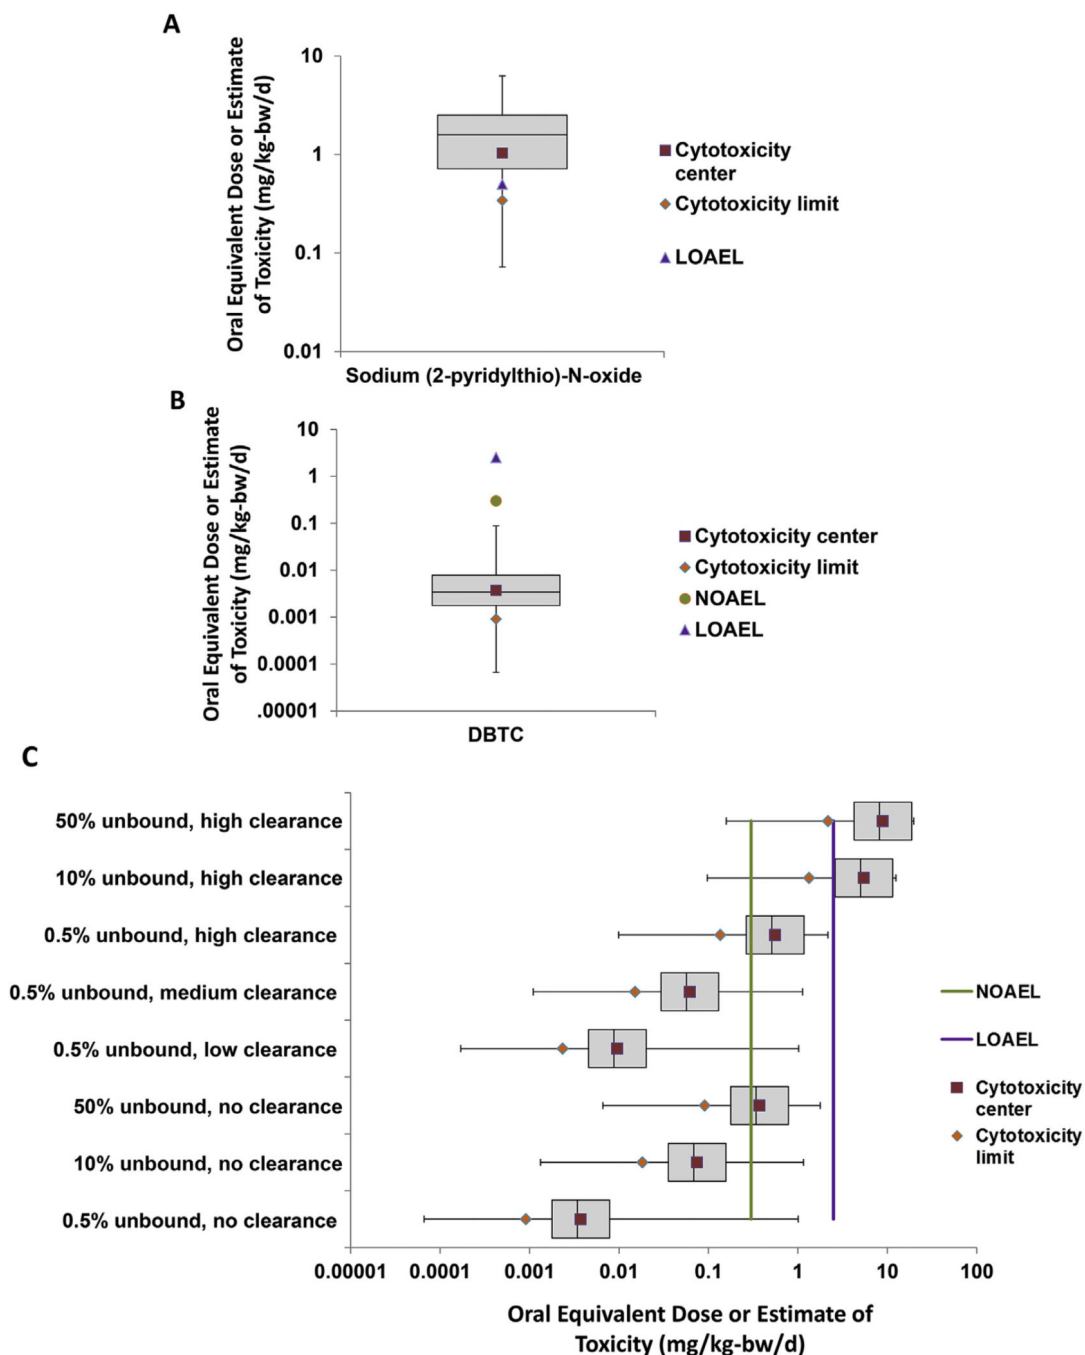 A
Oral Equivalent Dose or Estimate
of Toxicity (mg/kg-bw/d)
10
1
0.1
0.01
Sodium (2-pyridylthio)-N-oxide
Cytotoxicity
center
Cytotoxicity limit
LOAEL
B
Oral Equivalent Dose or Estimate
of Toxicity (mg/kg-bw/d)
10
1
0.1
0.01
0.001
0.0001
.00001
DBTC
Cytotoxicity center
Cytotoxicity limit
NOAEL
LOAEL
C
50% unbound, high clearance
10% unbound, high clearance
0.5% unbound, high clearance
0.5% unbound, medium clearance
0.5% unbound, low clearance
50% unbound, no clearance
10% unbound, no clearance
0.5% unbound, no clearance
NOAEL
LOAEL
Cytotoxicity
center
Cytotoxicity
limit
0.00001 0.0001 0.001 0.01 0.1 1 10 100
Oral Equivalent Dose or Estimate of
Toxicity (mg/kg-bw/d)